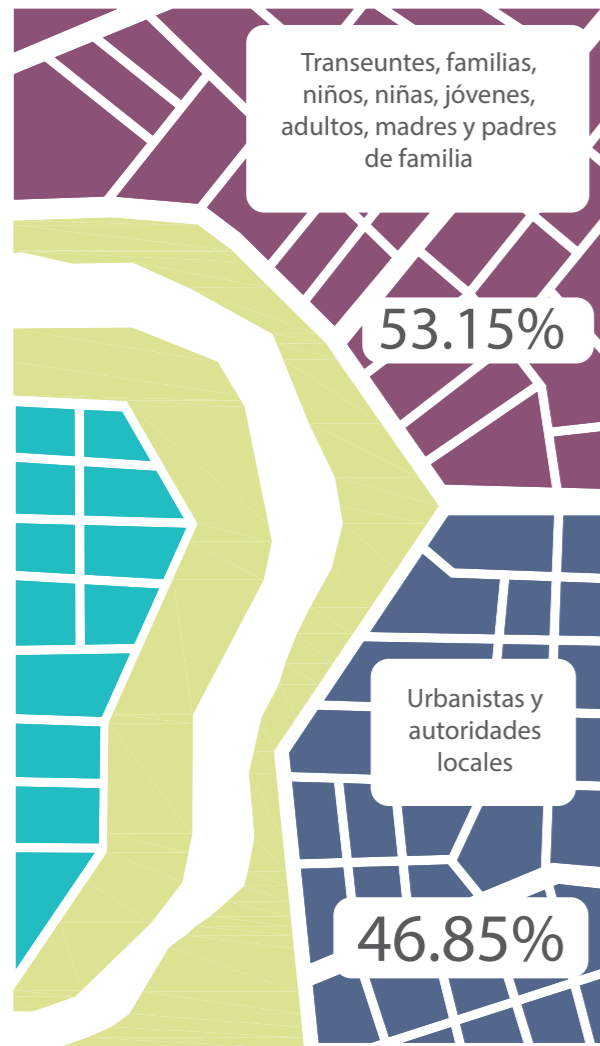 Transeuntes, familias,
niños, niñas, jóvenes,
adultos, madres y padres
de familia
53.15%
Urbanistas y
autoridades
locales
46.85%